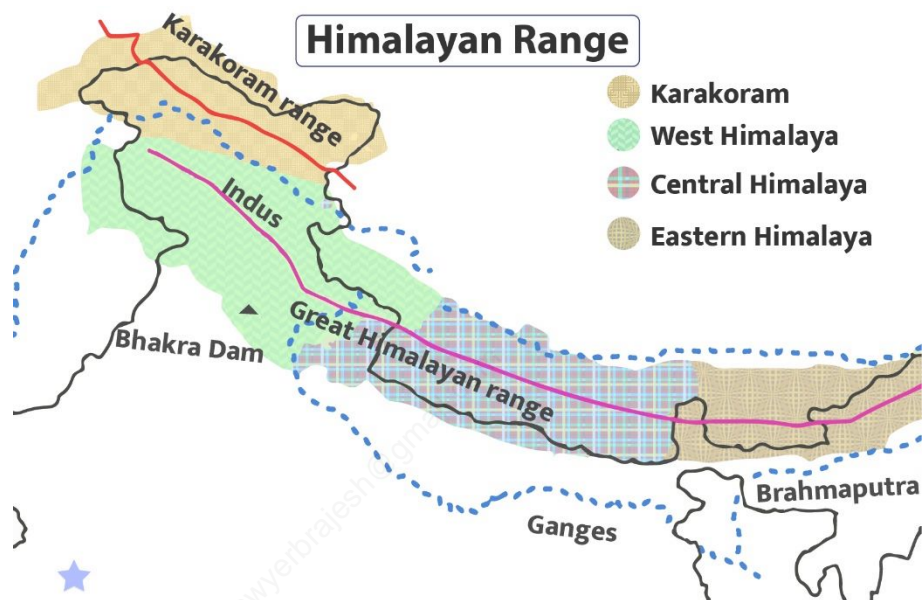 Himalayan Range
Karakoram range
Karakoram
West Himalaya
Central Himalaya
Eastern Himalaya
Indus
Great Himalayan range
Bhakra Dam
Brahmaputra
Ganges